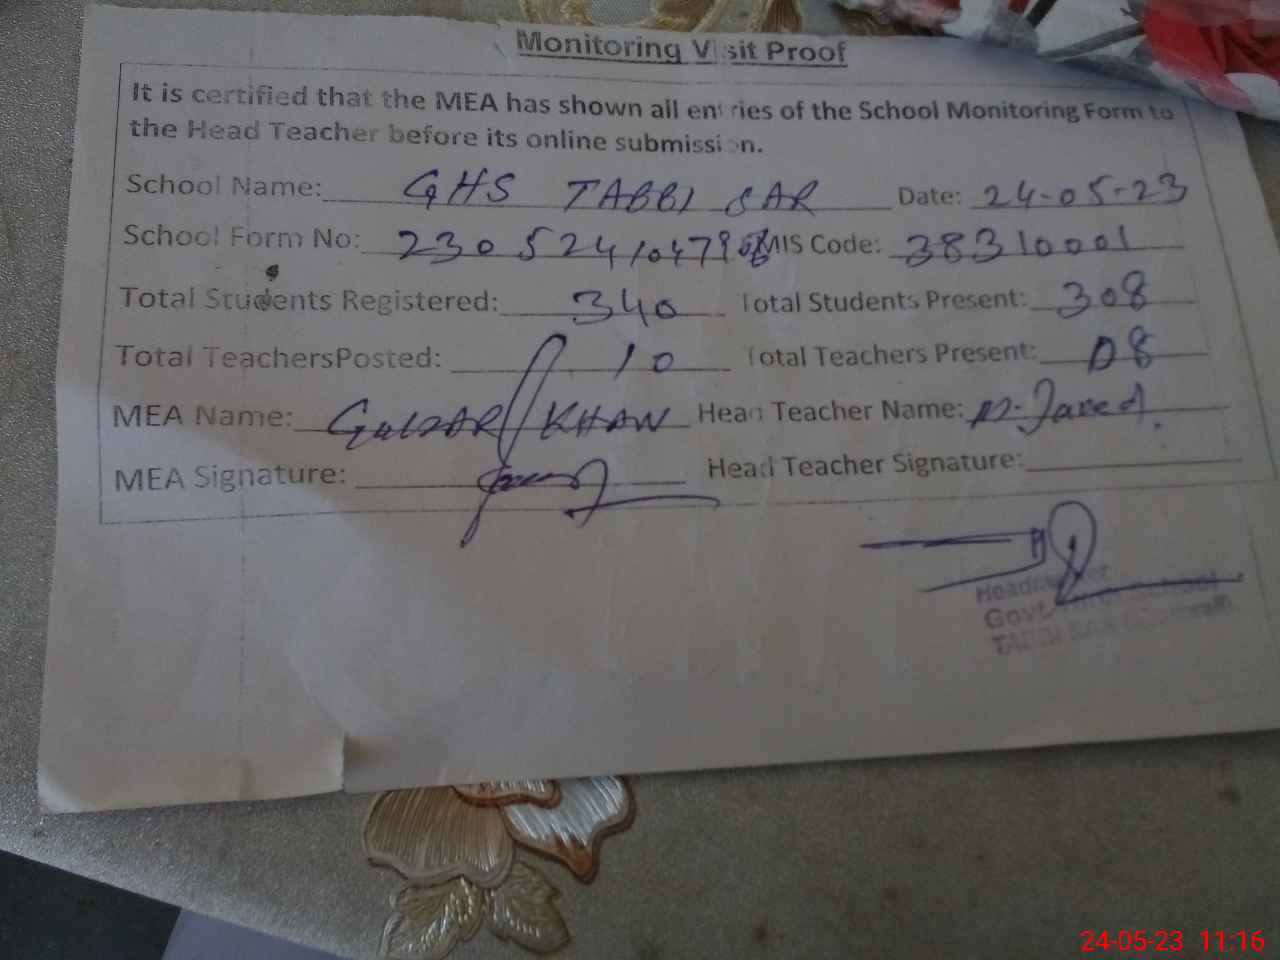 Monitoring Visit Proof
It is certified that the MEA has shown all entries of the School Monitoring Form to
the Head Teacher before its online submission.
School Name: GHS TABBI SAR Date: 24-05-23
School Form No: MIS Code: 38310001
Total Students Registered: 340 Total Students Present: 308
Total TeachersPosted: 10 Total Teachers Present: 08
MEA Name: GULZAR KHAN Head Teacher Name: M. Javed.
MEA Signature: Head Teacher Signature:
Govt
24-05-23 11:16